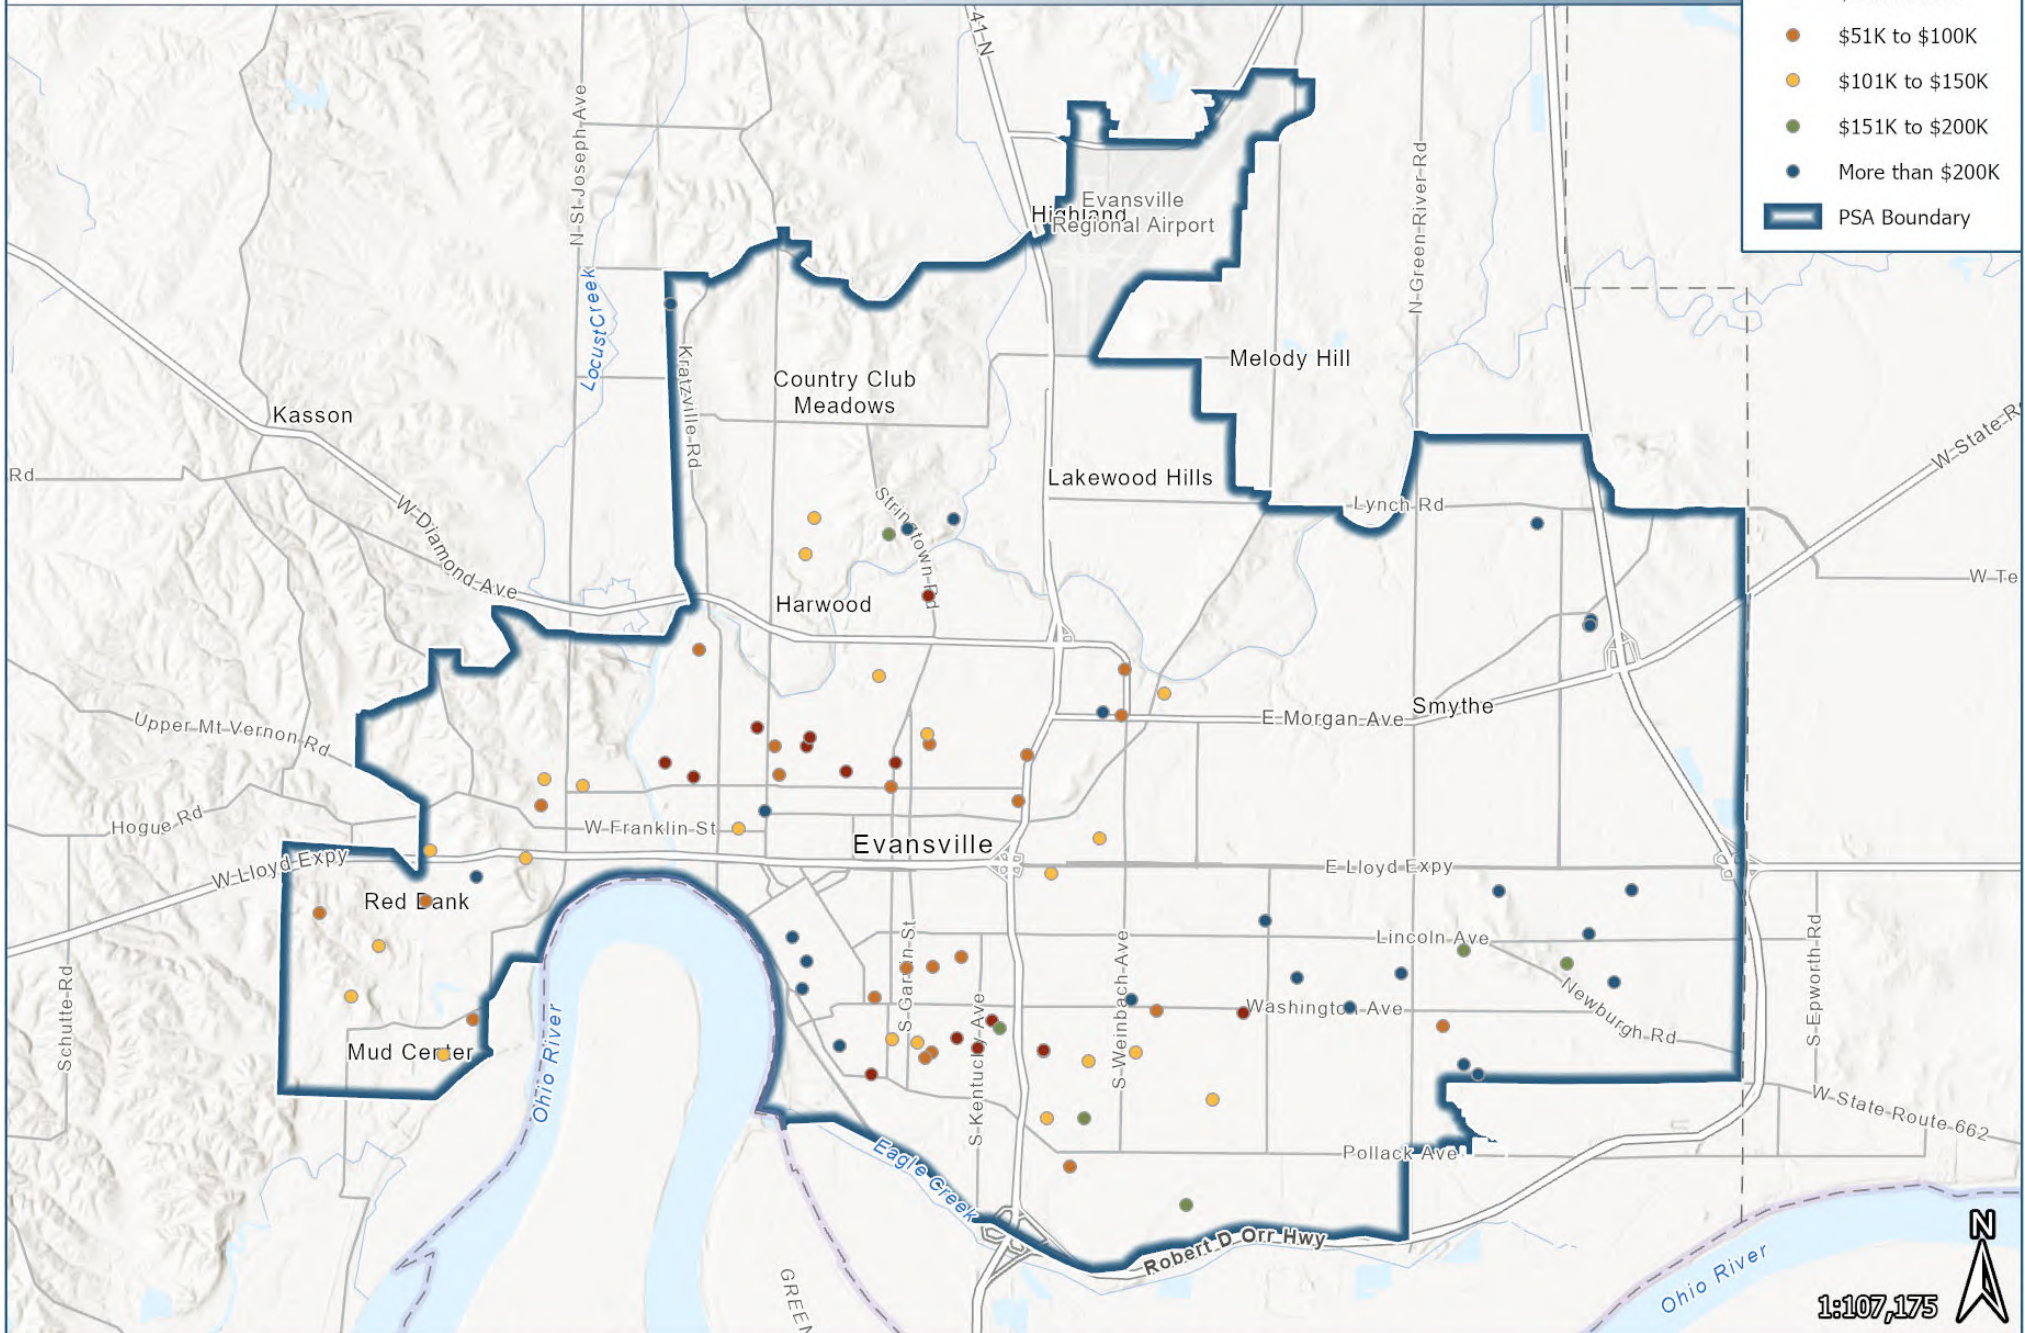 $51K to $100K
$101K to $150K
$151K to $200K
More than $200K
PSA Boundary
41-N
N-St-Joseph-Ave
N-Green-River-Rd
Evansville
Regional Airport
Highland
Locust Creek
Kratzville-Rd
Country Club
Meadows
Melody Hill
Kasson
W-State-R
Rd
Lakewood Hills
Lynch Rd
Stringtown-Rd
W-Diamond-Ave
W-Te
Harwood
Smythe
E-Morgan-Ave
Upper-Mt-Vernon-Rd
Hogue-Rd
W-Franklin-St
Evansville
E-Lloyd-Expy
W-Lloyd-Expy
Red Bank
Lincoln-Ave
S-Garvin-St
S-Weinbach-Ave
S-Epworth-Rd
Schutte-Rd
Washington-Ave
Newburgh-Rd
S-Kentucky-Ave
Mud Center
Ohio River
W-State-Route-662
Pollack-Ave
Eagle Creek
Robert D Orr Hwy
GREEN
Ohio River
N
1:107,175